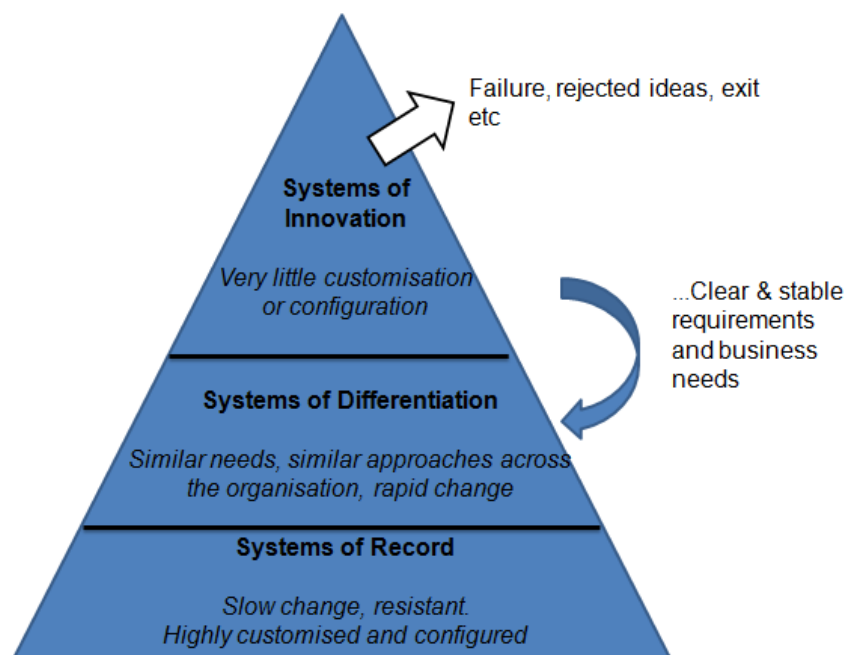 Failure, rejected ideas, exit
etc
Systems of
Innovation
Very little customisation
or configuration
...Clear & stable
requirements
and business
needs
Systems of Differentiation
Similar needs, similar approaches across
the organisation, rapid change
Systems of Record
Slow change, resistant.
Highly customised and configured